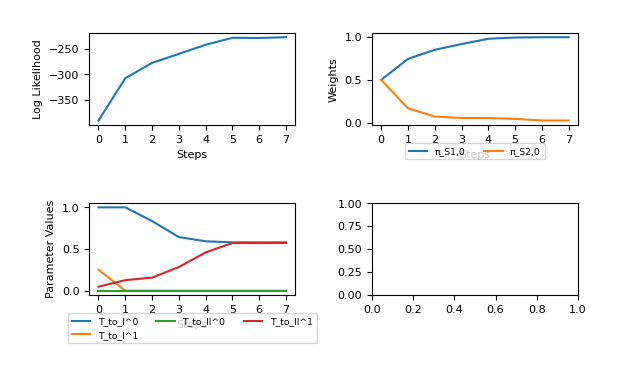 Log Likelihood
−250
−300
−350
0 1 2 3 4 5 6 7
Steps
Weights
1.0
0.5
0.0
0 1 2 3 4 5 6 7
Steps
π_S1,0 π_S2,0
Parameter Values
1.0
0.5
0.0
0 1 2 3 4 5 6 7
Steps
T_to_I^0 T_to_II^0 T_to_II^1
T_to_I^1
1.00
0.75
0.50
0.25
0.00
0.0 0.2 0.4 0.6 0.8 1.0